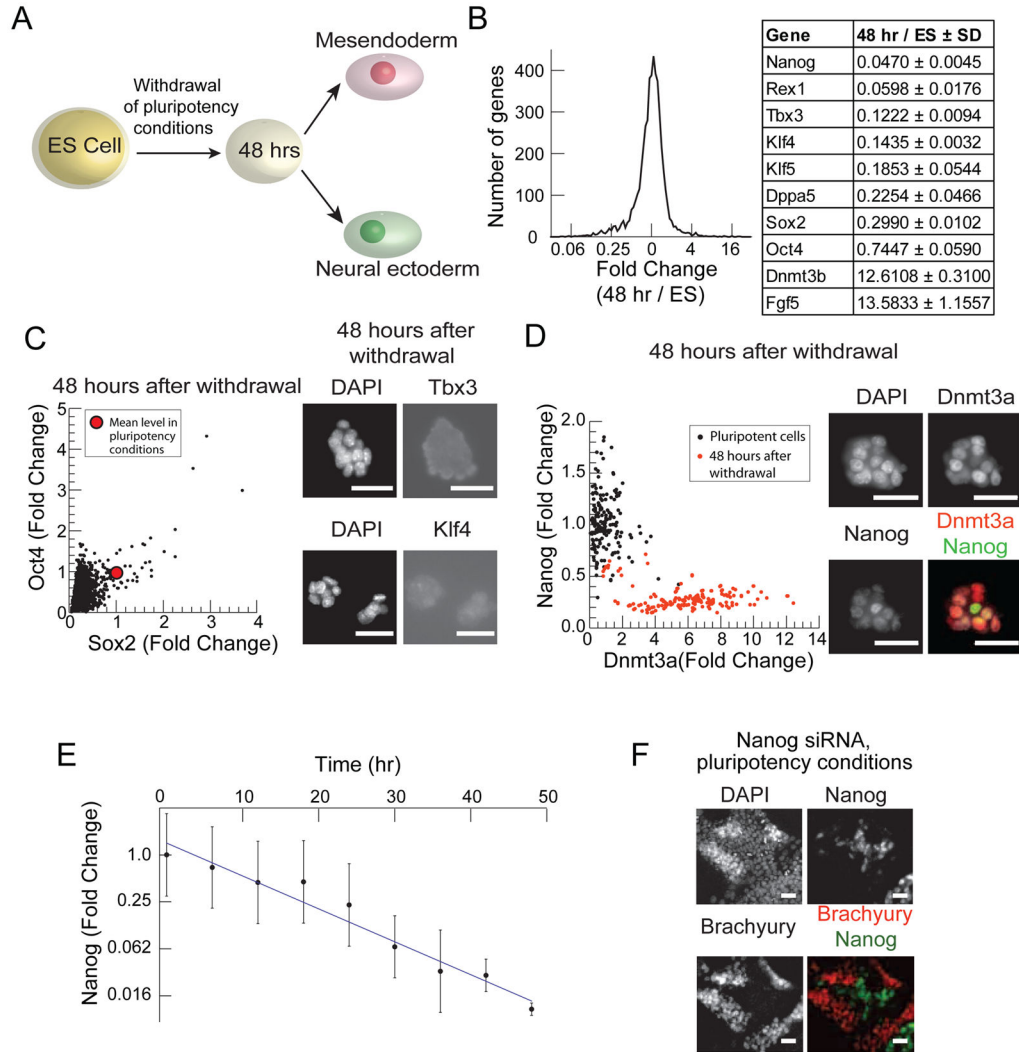 A
Mesendoderm
Withdrawal
of pluripotency
conditions
ES Cell
48 hrs
Neural ectoderm
B
Number of genes
400
300
200
100
0
0.06 0.25 0 4 16
Fold Change
(48 hr / ES)
Gene 48 hr / ES ± SD
Nanog 0.0470 ± 0.0045
Rex1 0.0598 ± 0.0176
Tbx3 0.1222 ± 0.0094
Klf4 0.1435 ± 0.0032
Klf5 0.1853 ± 0.0544
Dppa5 0.2254 ± 0.0466
Sox2 0.2990 ± 0.0102
Oct4 0.7447 ± 0.0590
Dnmt3b 12.6108 ± 0.3100
Fgf5 13.5833 ± 1.1557
C
48 hours after withdrawal
Oct4 (Fold Change)
5
4
3
2
1
0
0 1 2 3 4
Sox2 (Fold Change)
Mean level in
pluripotency
conditions
48 hours after
withdrawal
DAPI Tbx3
DAPI Klf4
D
48 hours after withdrawal
Nanog (Fold Change)
2.0
1.5
1.0
0.5
0.0
0 2 4 6 8 10 12 14
Dnmt3a(Fold Change)
Pluripotent cells
48 hours after
withdrawal
DAPI Dnmt3a
Nanog Dnmt3a
Nanog
E
Time (hr)
0 10 20 30 40 50
Nanog (Fold Change)
1.0
0.25
0.062
0.016
F
Nanog siRNA,
pluripotency conditions
DAPI Nanog
Brachyury Brachyury
Nanog